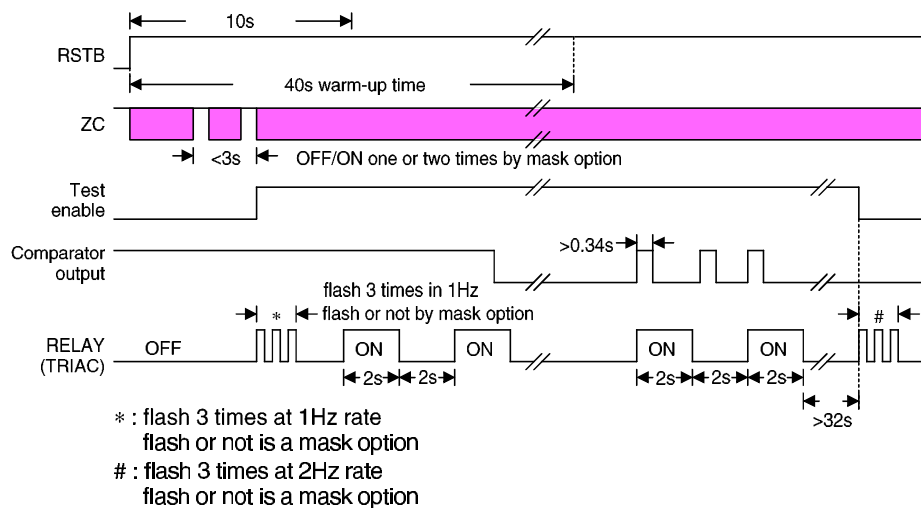 10s
RSTB
40s warm-up time
ZC
<3s
OFF/ON one or two times by mask option
Test
enable
>0.34s
Comparator
output
flash 3 times in 1Hz
* flash or not by mask option
#
RELAY
(TRIAC)
OFF
ON
ON
ON
ON
2s
2s
2s
2s
2s
>32s
* : flash 3 times at 1Hz rate
flash or not is a mask option
# : flash 3 times at 2Hz rate
flash or not is a mask option